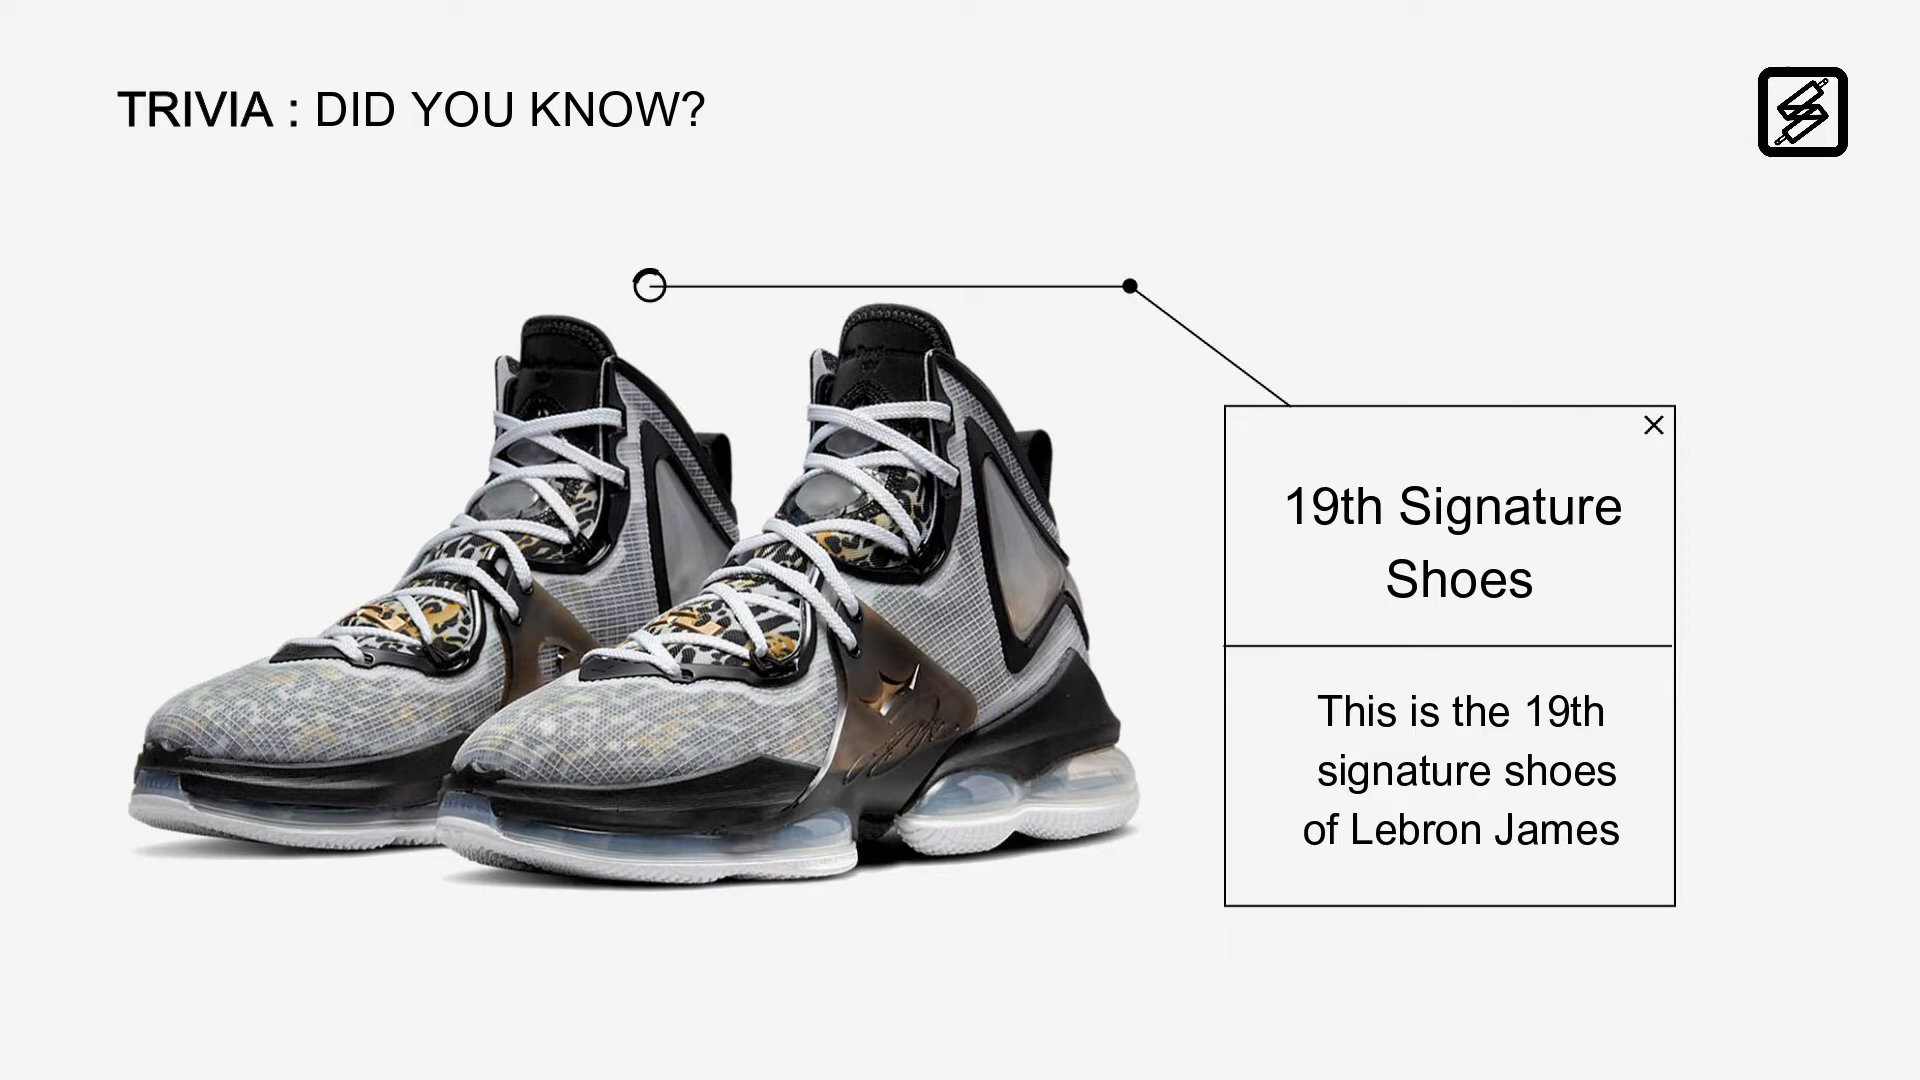 TRIVIA : DID YOU KNOW?
19th Signature
Shoes
This is the 19th
signature shoes
of Lebron James